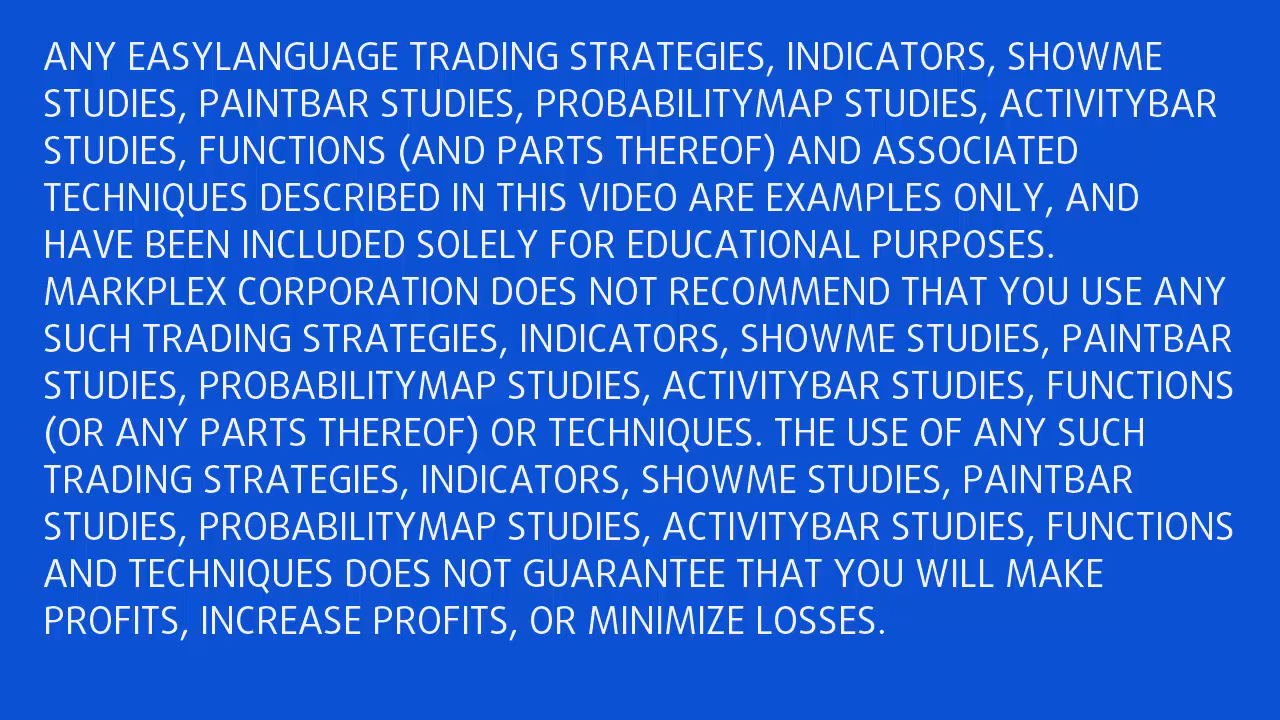 ANY EASYLANGUAGE TRADING STRATEGIES, INDICATORS, SHOWME
STUDIES, PAINTBAR STUDIES, PROBABILITYMAP STUDIES, ACTIVITYBAR
STUDIES, FUNCTIONS (AND PARTS THEREOF) AND ASSOCIATED
TECHNIQUES DESCRIBED IN THIS VIDEO ARE EXAMPLES ONLY, AND
HAVE BEEN INCLUDED SOLELY FOR EDUCATIONAL PURPOSES.
MARKPLEX CORPORATION DOES NOT RECOMMEND THAT YOU USE ANY
SUCH TRADING STRATEGIES, INDICATORS, SHOWME STUDIES, PAINTBAR
STUDIES, PROBABILITYMAP STUDIES, ACTIVITYBAR STUDIES, FUNCTIONS
(OR ANY PARTS THEREOF) OR TECHNIQUES. THE USE OF ANY SUCH
TRADING STRATEGIES, INDICATORS, SHOWME STUDIES, PAINTBAR
STUDIES, PROBABILITYMAP STUDIES, ACTIVITYBAR STUDIES, FUNCTIONS
AND TECHNIQUES DOES NOT GUARANTEE THAT YOU WILL MAKE
PROFITS, INCREASE PROFITS, OR MINIMIZE LOSSES.